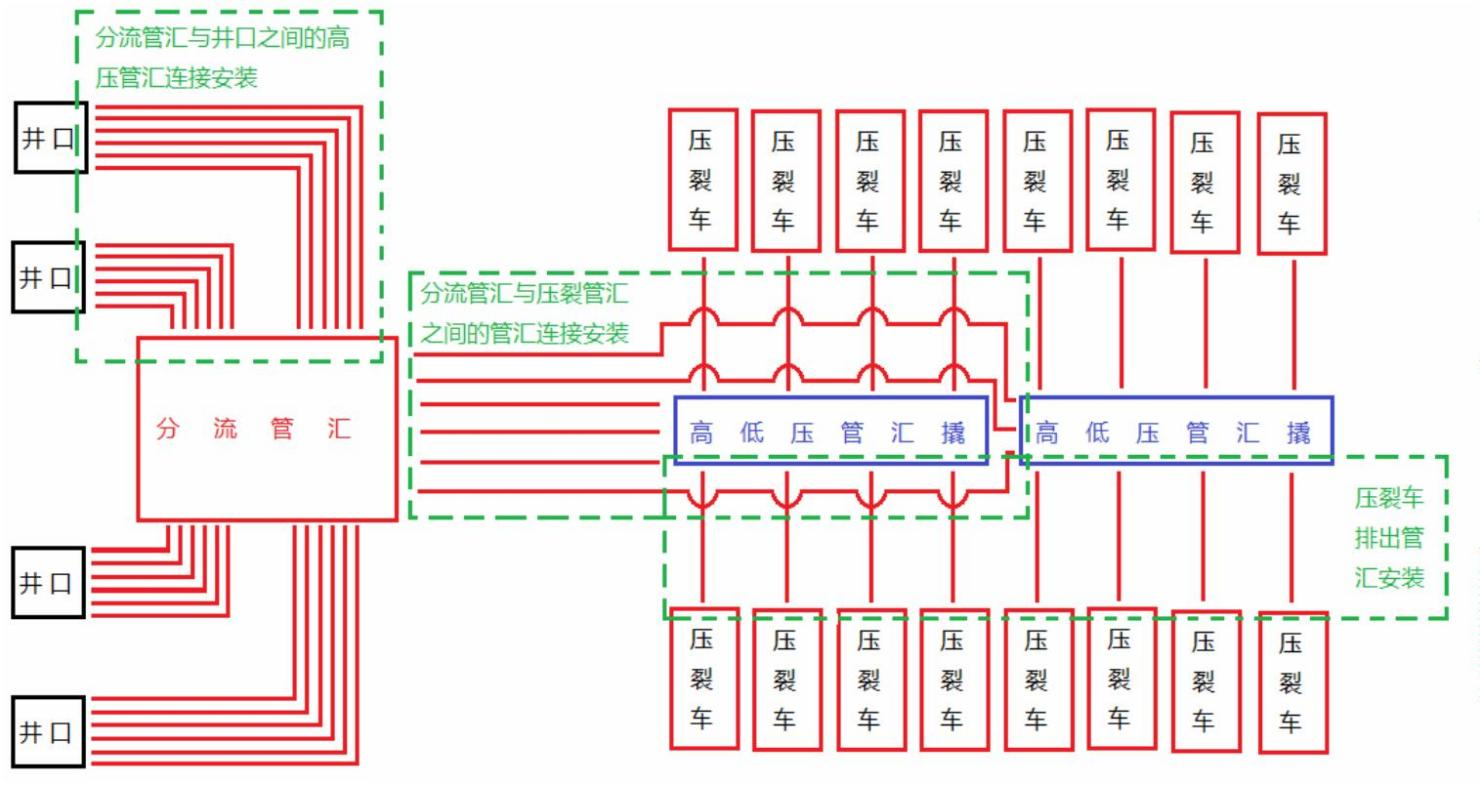 分流管汇与井口之间的高
压管汇连接安装
井口
井口
分流管汇
井口
井口
分流管汇与压裂管汇
之间的管汇连接安装
压裂车
压裂车
压裂车
压裂车
压裂车
压裂车
压裂车
压裂车
高低压管汇撬
高低压管汇撬
压裂车
排出管
汇安装
压裂车
压裂车
压裂车
压裂车
压裂车
压裂车
压裂车
压裂车